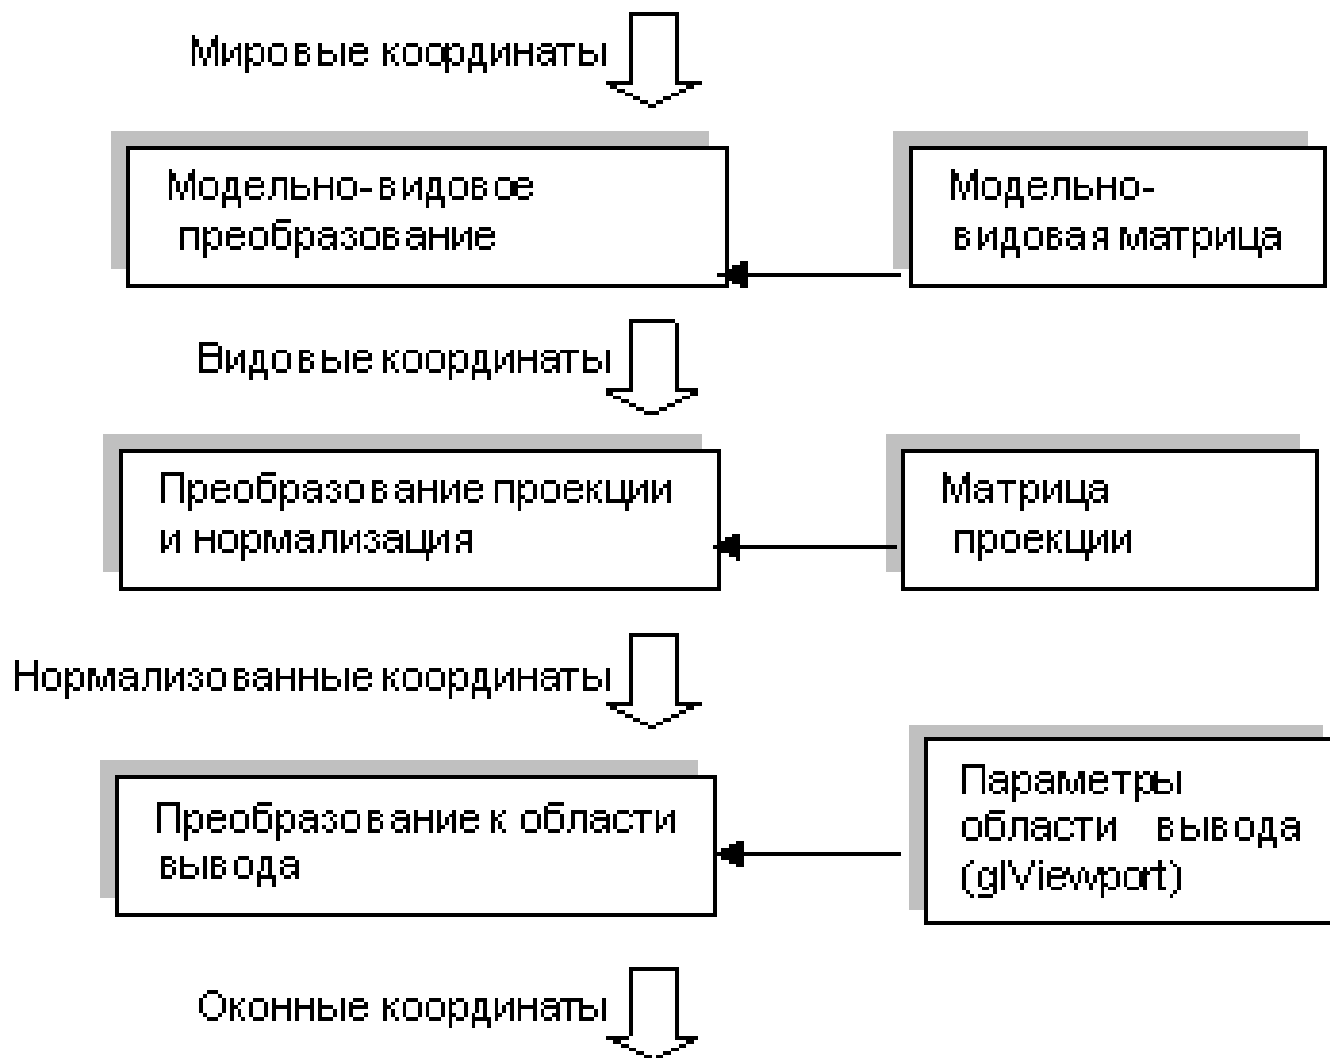 Мировые координаты
Модельно-видовое
преобразование
Модельно-
видовая матрица
Видовые координаты
Преобразование проекции
и нормализация
Матрица
проекции
Нормализованные координаты
Преобразование к области
вывода
Параметры
области вывода
(glViewport)
Оконные координаты